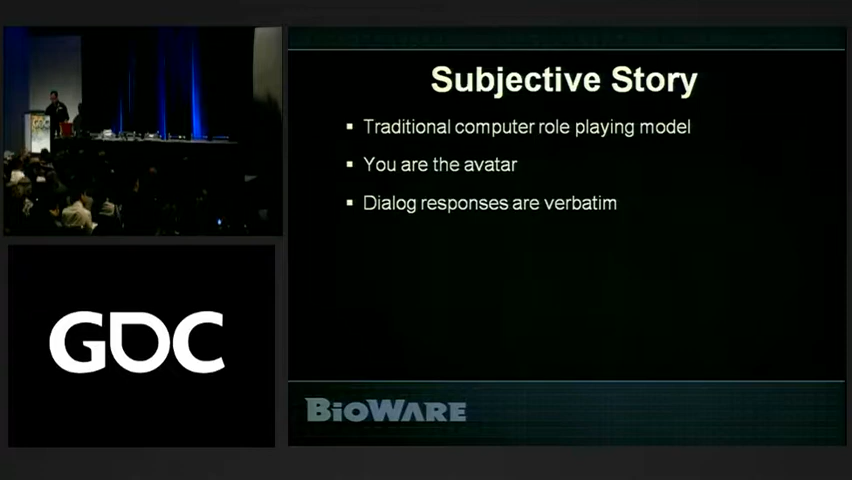 Subjective Story
Traditional computer role playing model
You are the avatar
Dialog responses are verbatim
GDC
BIOWARE